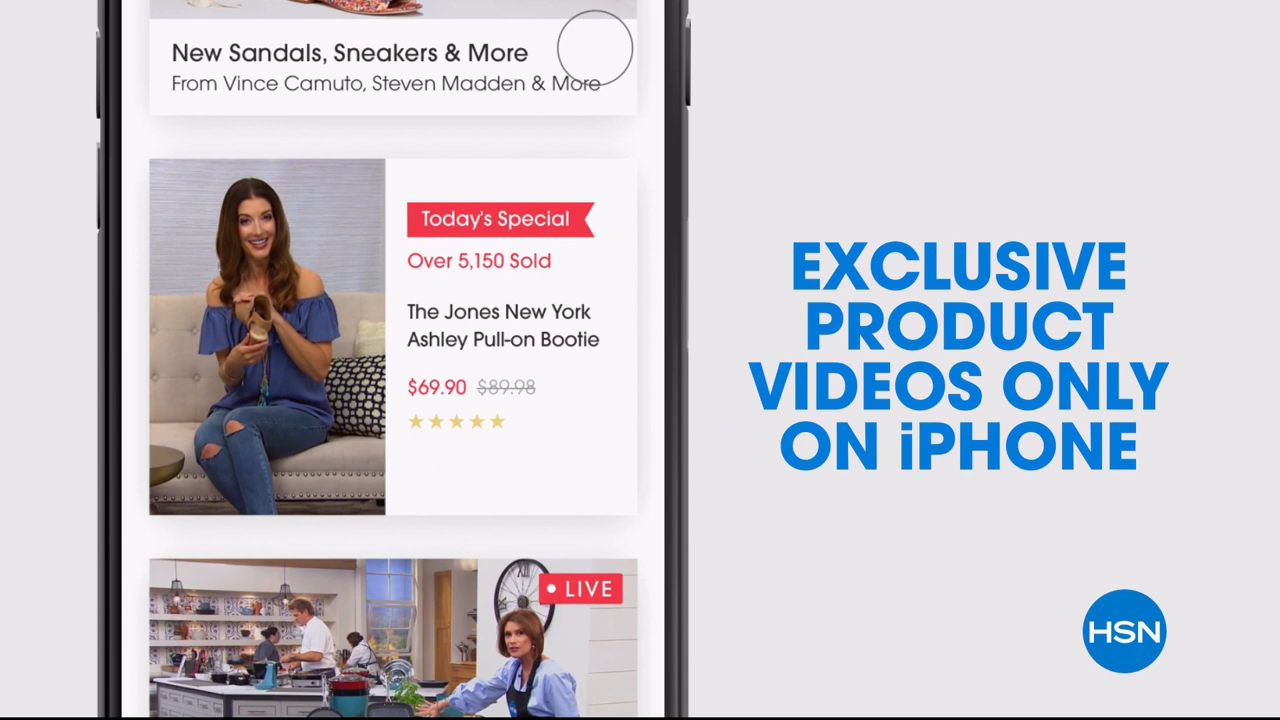 New Sandals, Sneakers & More
From Vince Camuto, Steven Madden & More
Today's Special
Over 5,150 Sold
The Jones New York
Ashley Pull-on Bootie
$69.90 $89.98
LIVE
EXCLUSIVE
PRODUCT
VIDEOS ONLY
ON iPHONE
HSN